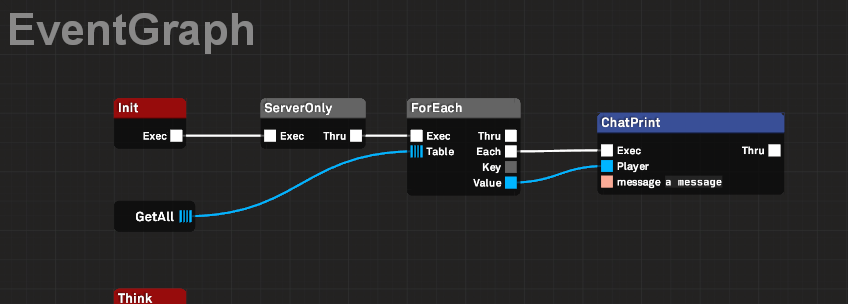 EventGraph
Init
Exec
ServerOnly
Exec Thru
ForEach
Exec Thru
Table Each
Key
Value
ChatPrint
Exec Thru
Player
message a message
GetAll
Think